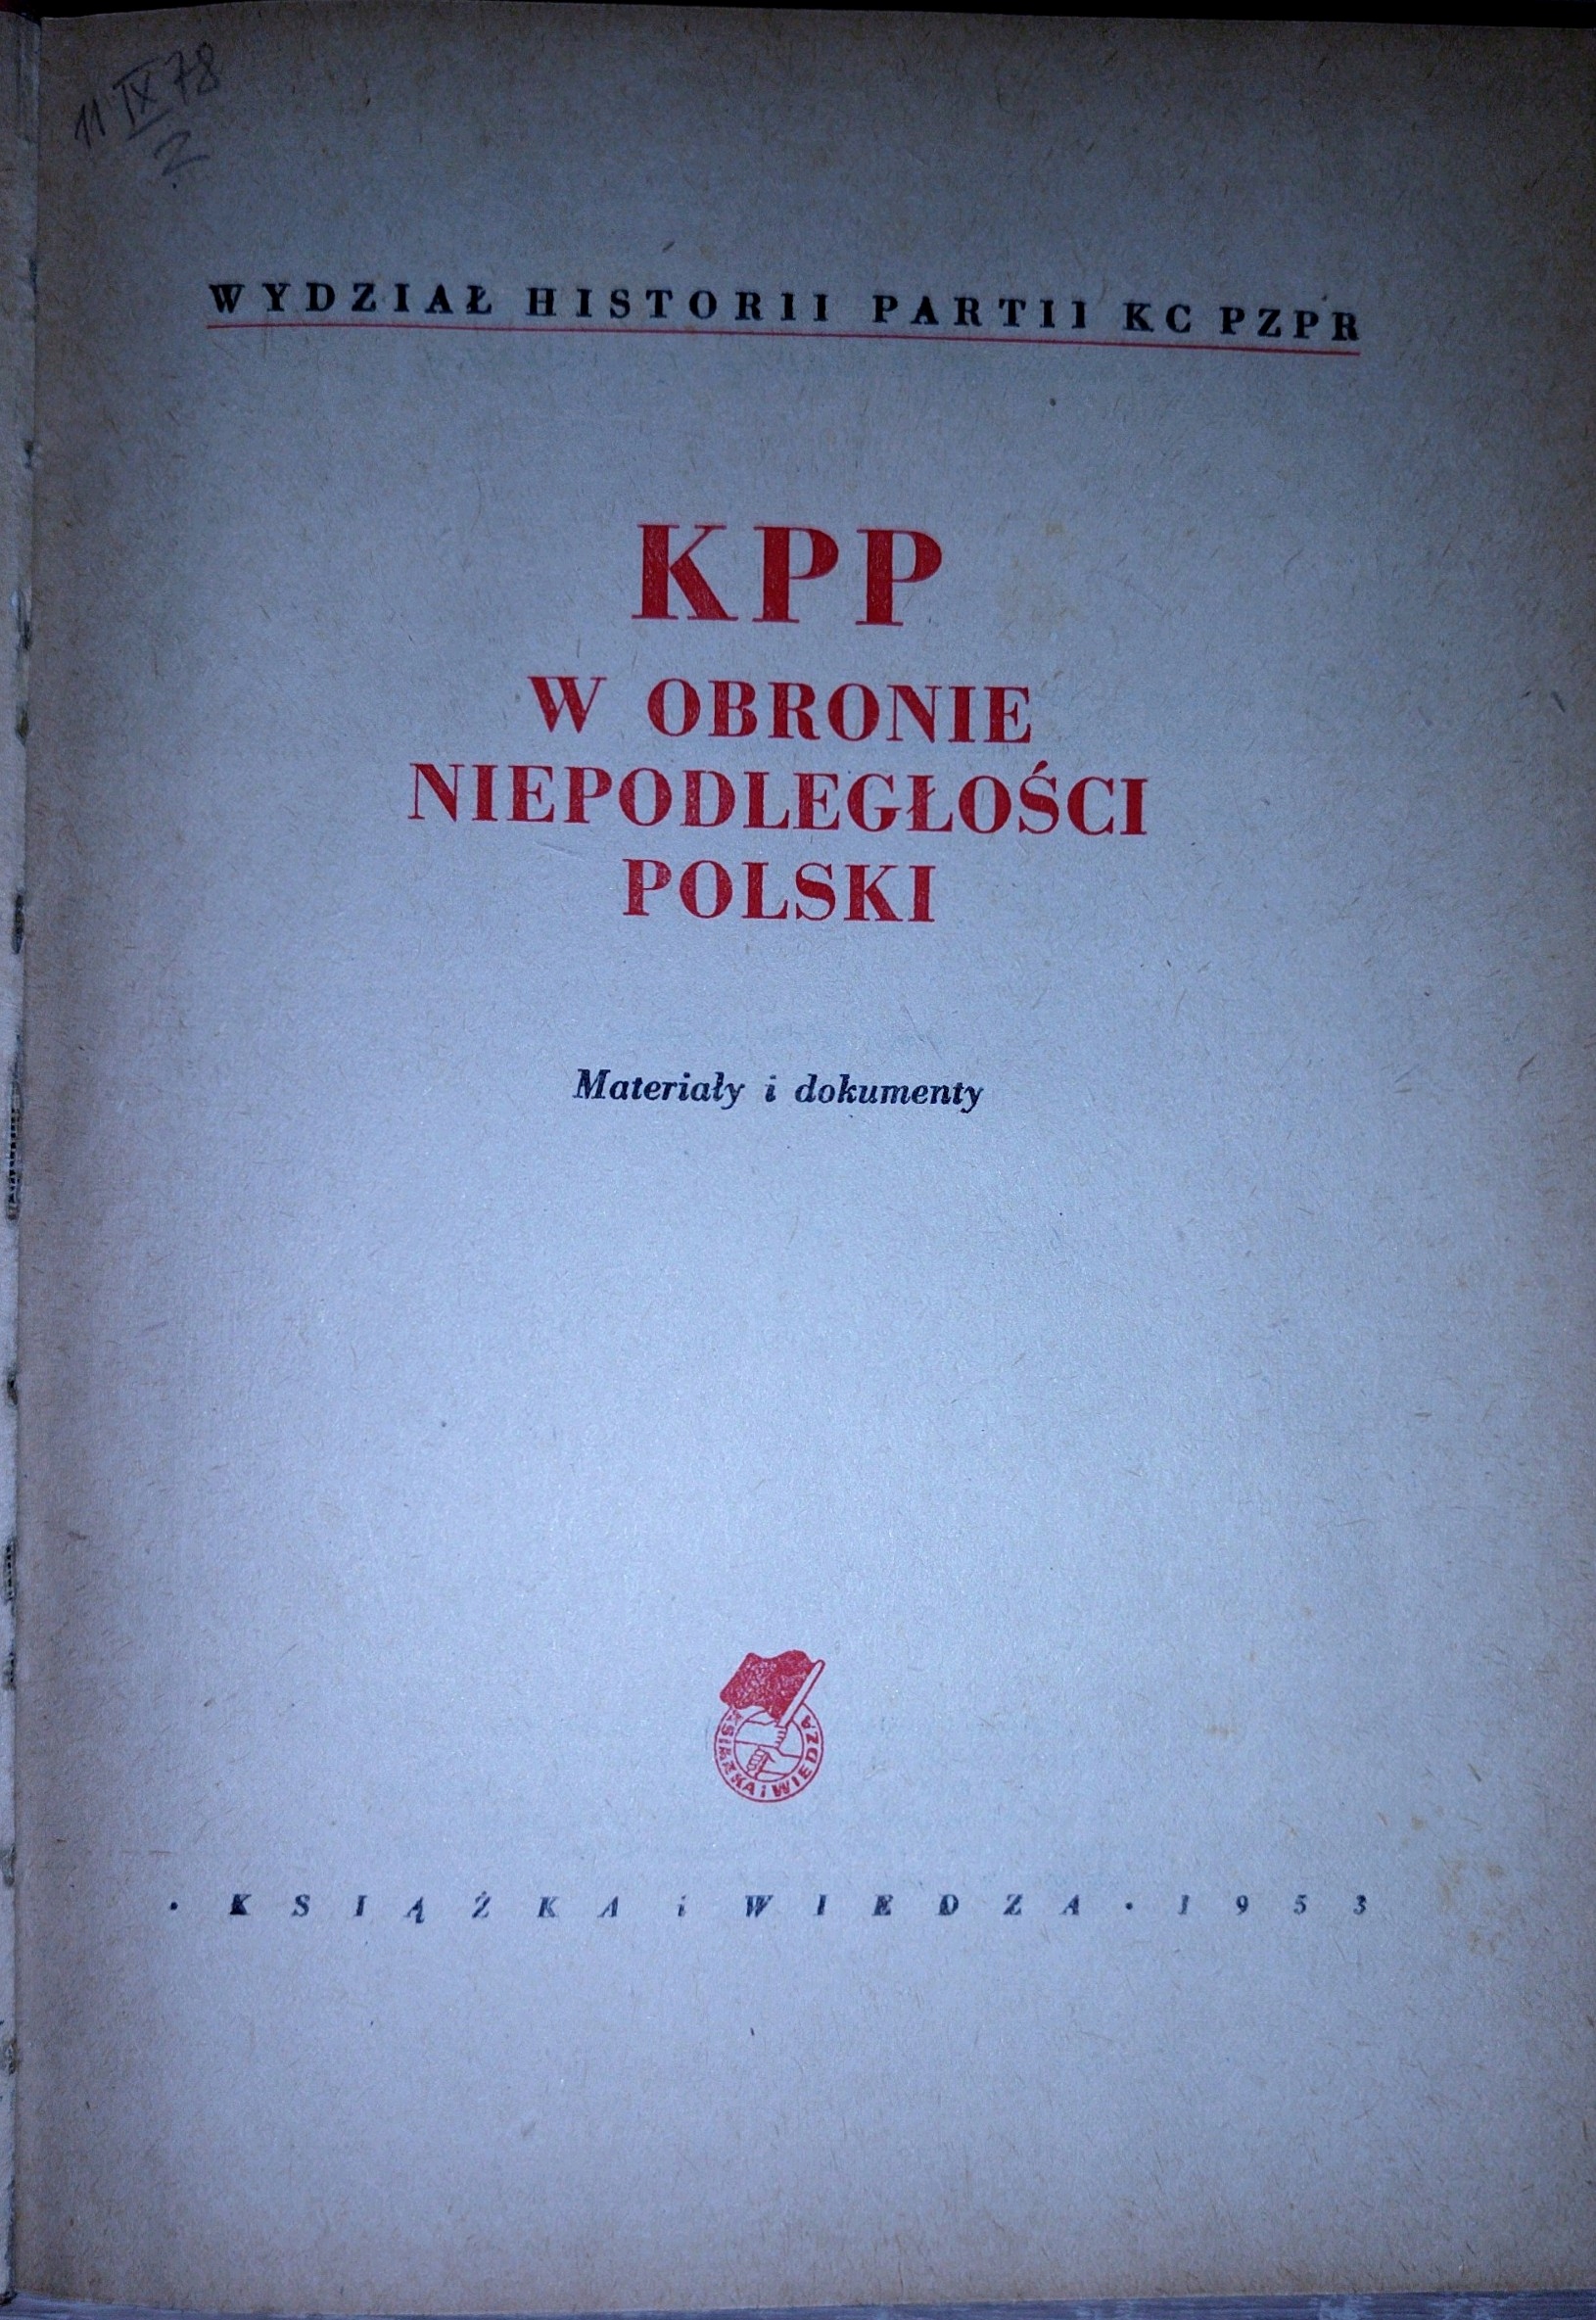 11 IX 78
2
WYDZIAŁ HISTORII PARTII KC PZPR
KPP
W OBRONIE
NIEPODLEGŁOŚCI
POLSKI
Materiały i dokumenty
KSIĄŻKA i WIEDZA
· KSIĄŻKA i WIEDZA · 1953